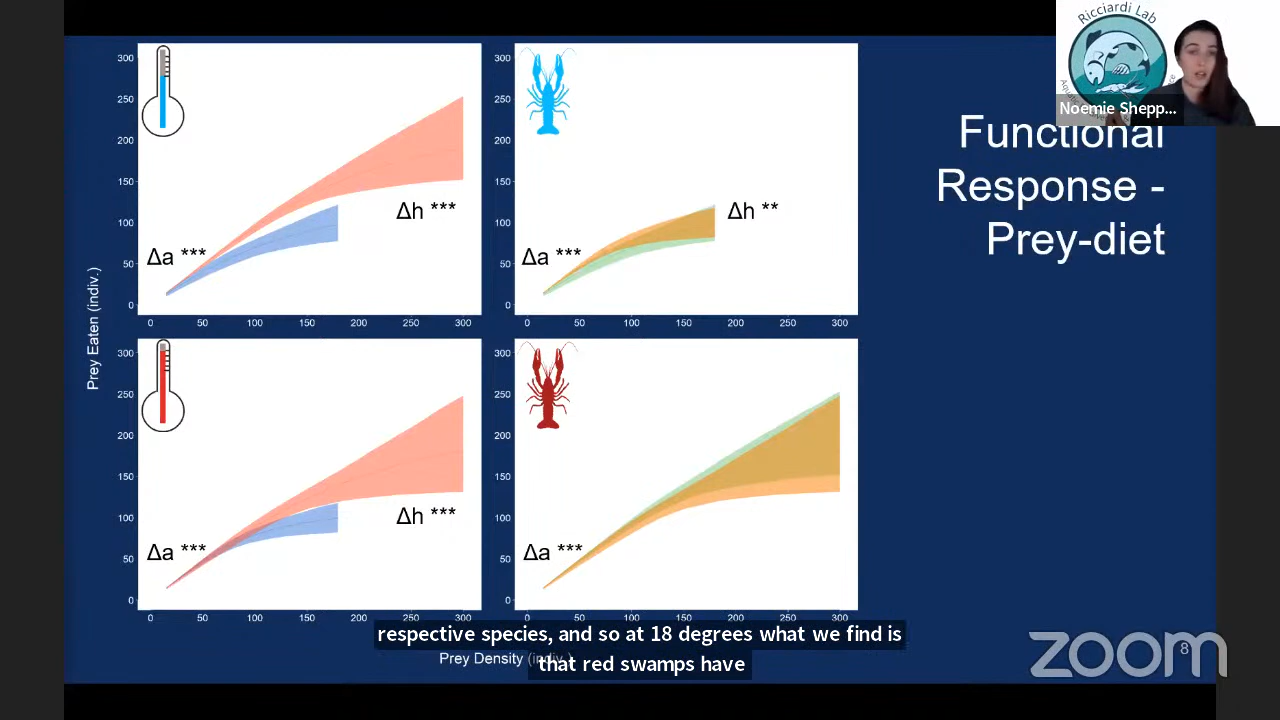 Ricciardi Lab
Noemie Shepp...
Functional
Response -
Prey-diet
Prey Eaten (indiv.)
300
250
200
150
100
50
0
Δa ***
Δh ***
0 50 100 150 200 250 300
300
250
200
150
100
50
0
Δa ***
Δh **
0 50 100 150 200 250 300
300
250
200
150
100
50
0
Δa ***
Δh ***
0 50 100 150 200 250 300
300
250
200
150
100
50
0
Δa ***
0 50 100 150 200 250 300
respective species, and so at 18 degrees what we find is
that red swamps have
Prey Density (indiv.)
zoom
8